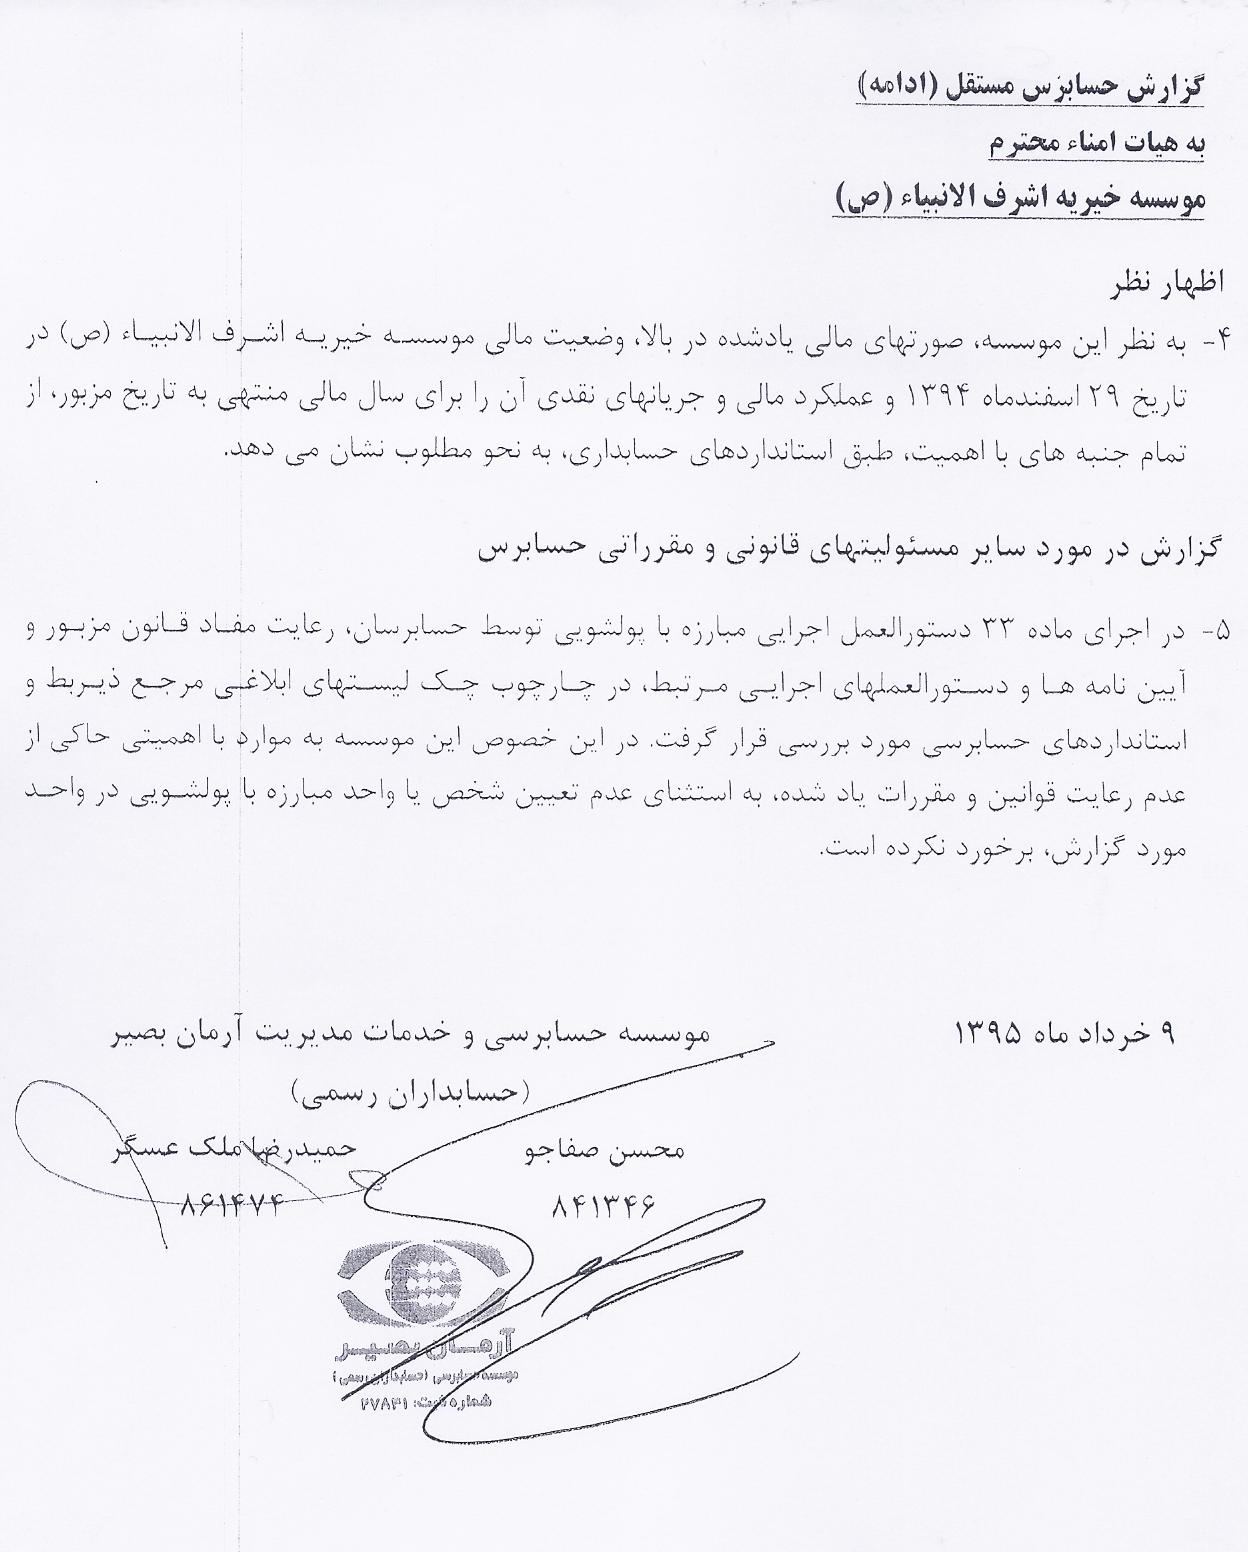 گزارش حسابرس مستقل (ادامه)
به هیات امناء محترم
موسسه خیریه اشرف الانبیاء (ص)
اظهار نظر
۴- به نظر این موسسه، صورتهای مالی یادشده در بالا، وضعیت مالی موسسه خیریه اشرف الانبیاء (ص) در
تاریخ ۲۹ اسفندماه ۱۳۹۴ و عملکرد مالی و جریانهای نقدی آن را برای سال مالی منتهی به تاریخ مزبور، از
تمام جنبه های با اهمیت، طبق استانداردهای حسابداری، به نحو مطلوب نشان می دهد.
گزارش در مورد سایر مسئولیتهای قانونی و مقرراتی حسابرس
۵- در اجرای ماده ۳۳ دستورالعمل اجرایی مبارزه با پولشویی توسط حسابرسان، رعایت مفاد قانون مزبور و
آیین نامه ها و دستورالعملهای اجرایی مرتبط، در چارچوب چک لیستهای ابلاغی مرجع ذیربط و
استانداردهای حسابرسی مورد بررسی قرار گرفت. در این خصوص این موسسه به موارد با اهمیتی حاکی از
عدم رعایت قوانین و مقررات یاد شده، به استثنای عدم تعیین شخص یا واحد مبارزه با پولشویی در واحد
مورد گزارش، برخورد نکرده است.
۹ خرداد ماه ۱۳۹۵
موسسه حسابرسی و خدمات مدیریت آرمان بصیر
(حسابداران رسمی)
محسن صفاجو
حمیدرضا ملک عسگر
۸۴۱۳۴۶
۸۶۱۴۷۴
آرمان بصیر
موسسه حسابرسی (حسابداران رسمی)
شماره ثبت: ۲۷۸۳۱